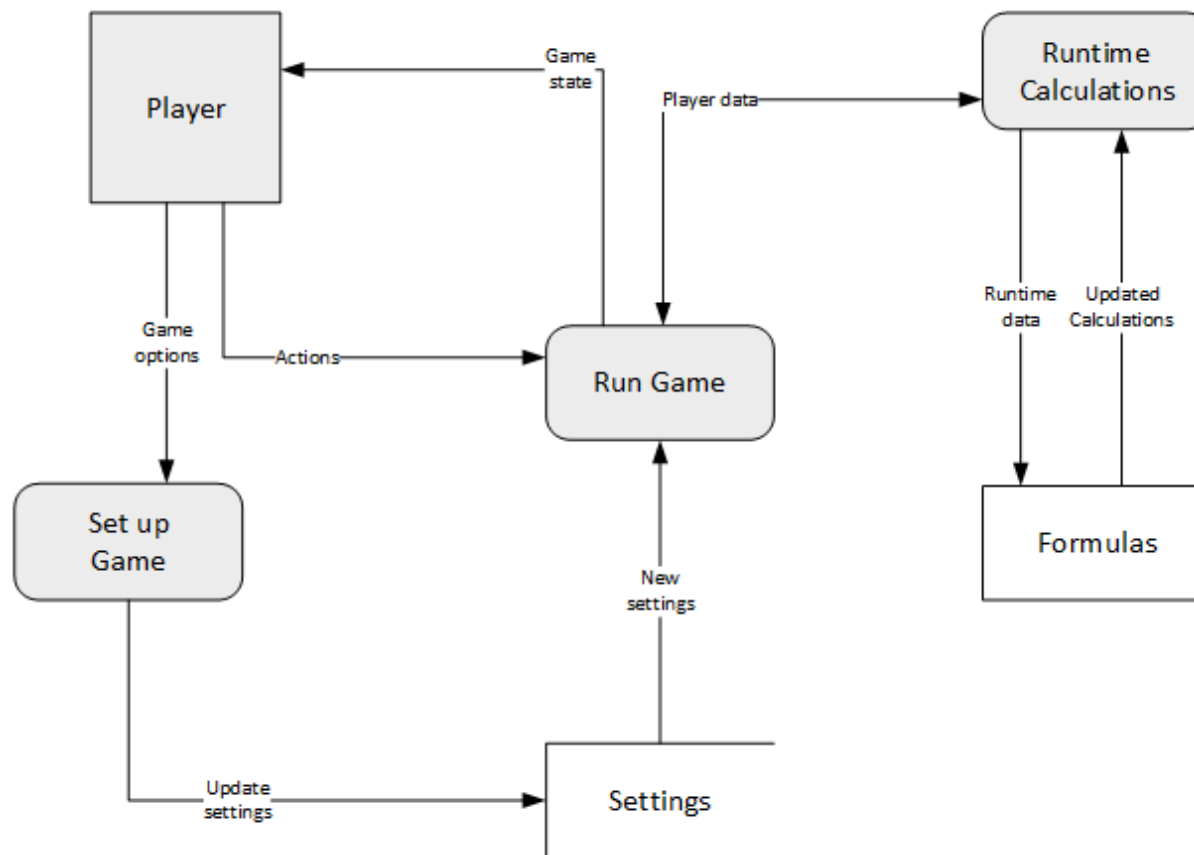 Player
Game
state
Player data
Runtime
Calculations
Game
options
Actions
Run Game
Runtime
data
Updated
Calculations
Set up
Game
New
settings
Formulas
Update
settings
Settings